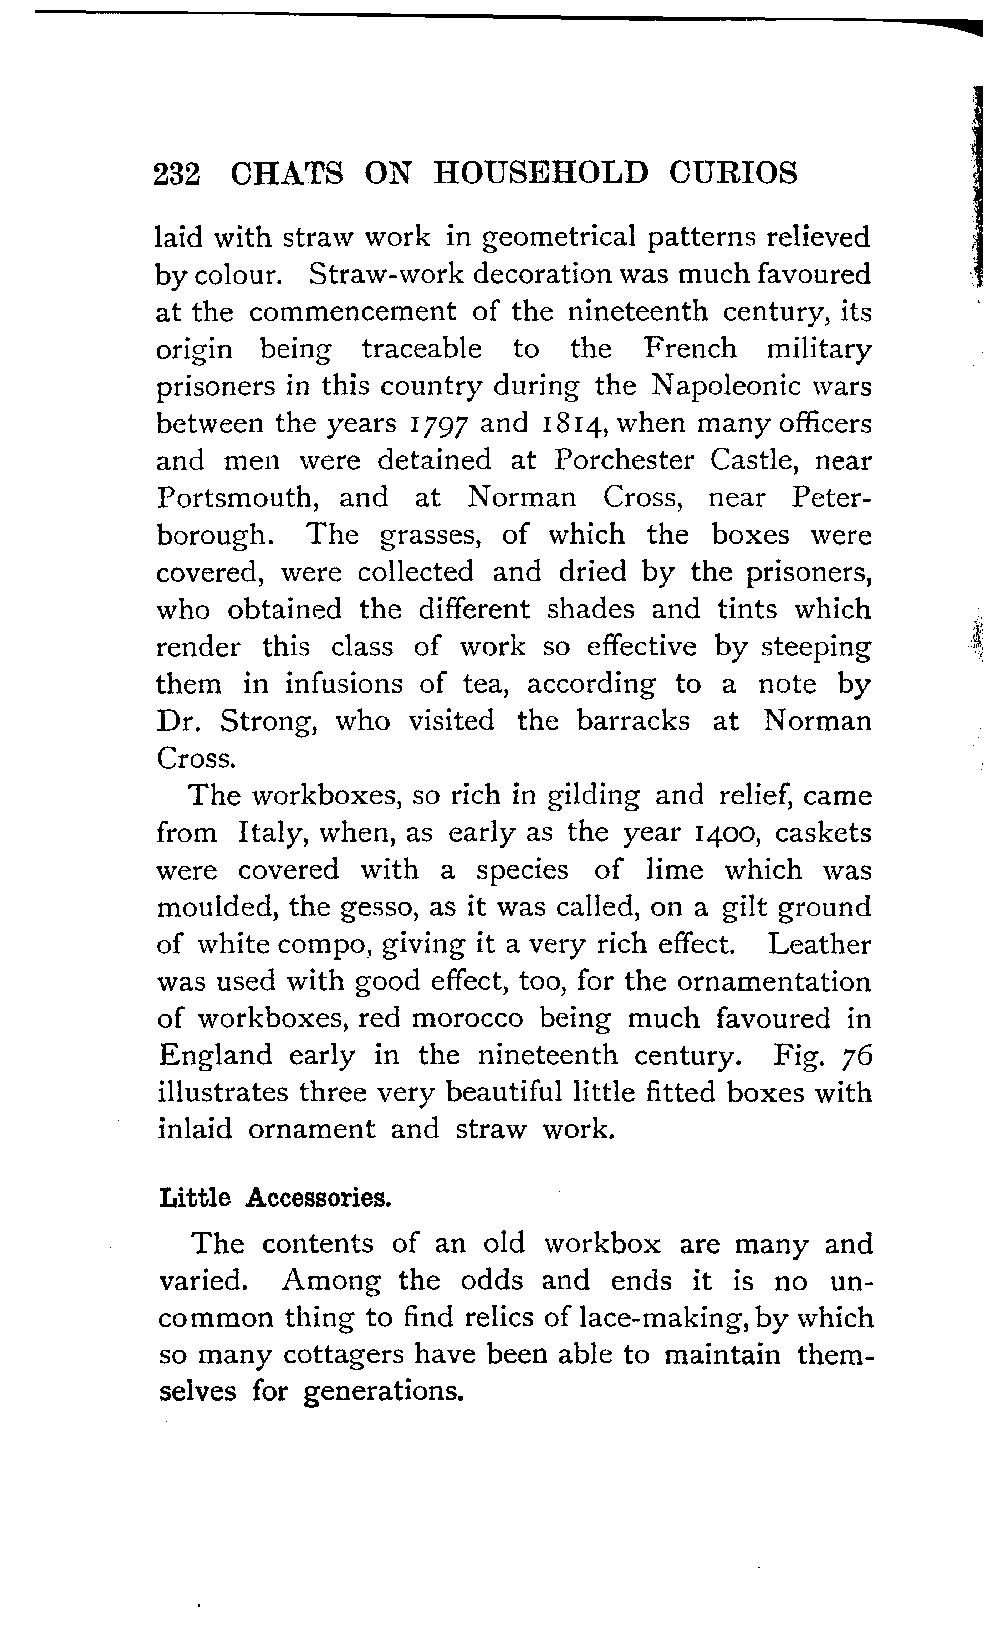 232 CHATS ON HOUSEHOLD CURIOS
laid with straw work in geometrical patterns relieved
by colour. Straw-work decoration was much favoured
at the commencement of the nineteenth century, its
origin being traceable to the French military
prisoners in this country during the Napoleonic wars
between the years 1797 and 1814, when many officers
and men were detained at Porchester Castle, near
Portsmouth, and at Norman Cross, near Peter-
borough. The grasses, of which the boxes were
covered, were collected and dried by the prisoners,
who obtained the different shades and tints which
render this class of work so effective by steeping
them in infusions of tea, according to a note by
Dr. Strong, who visited the barracks at Norman
Cross.
The workboxes, so rich in gilding and relief, came
from Italy, when, as early as the year 1400, caskets
were covered with a species of lime which was
moulded, the gesso, as it was called, on a gilt ground
of white compo, giving it a very rich effect. Leather
was used with good effect, too, for the ornamentation
of workboxes, red morocco being much favoured in
England early in the nineteenth century. Fig. 76
illustrates three very beautiful little fitted boxes with
inlaid ornament and straw work.
Little Accessories.
The contents of an old workbox are many and
varied. Among the odds and ends it is no un-
common thing to find relics of lace-making, by which
so many cottagers have been able to maintain them-
selves for generations.